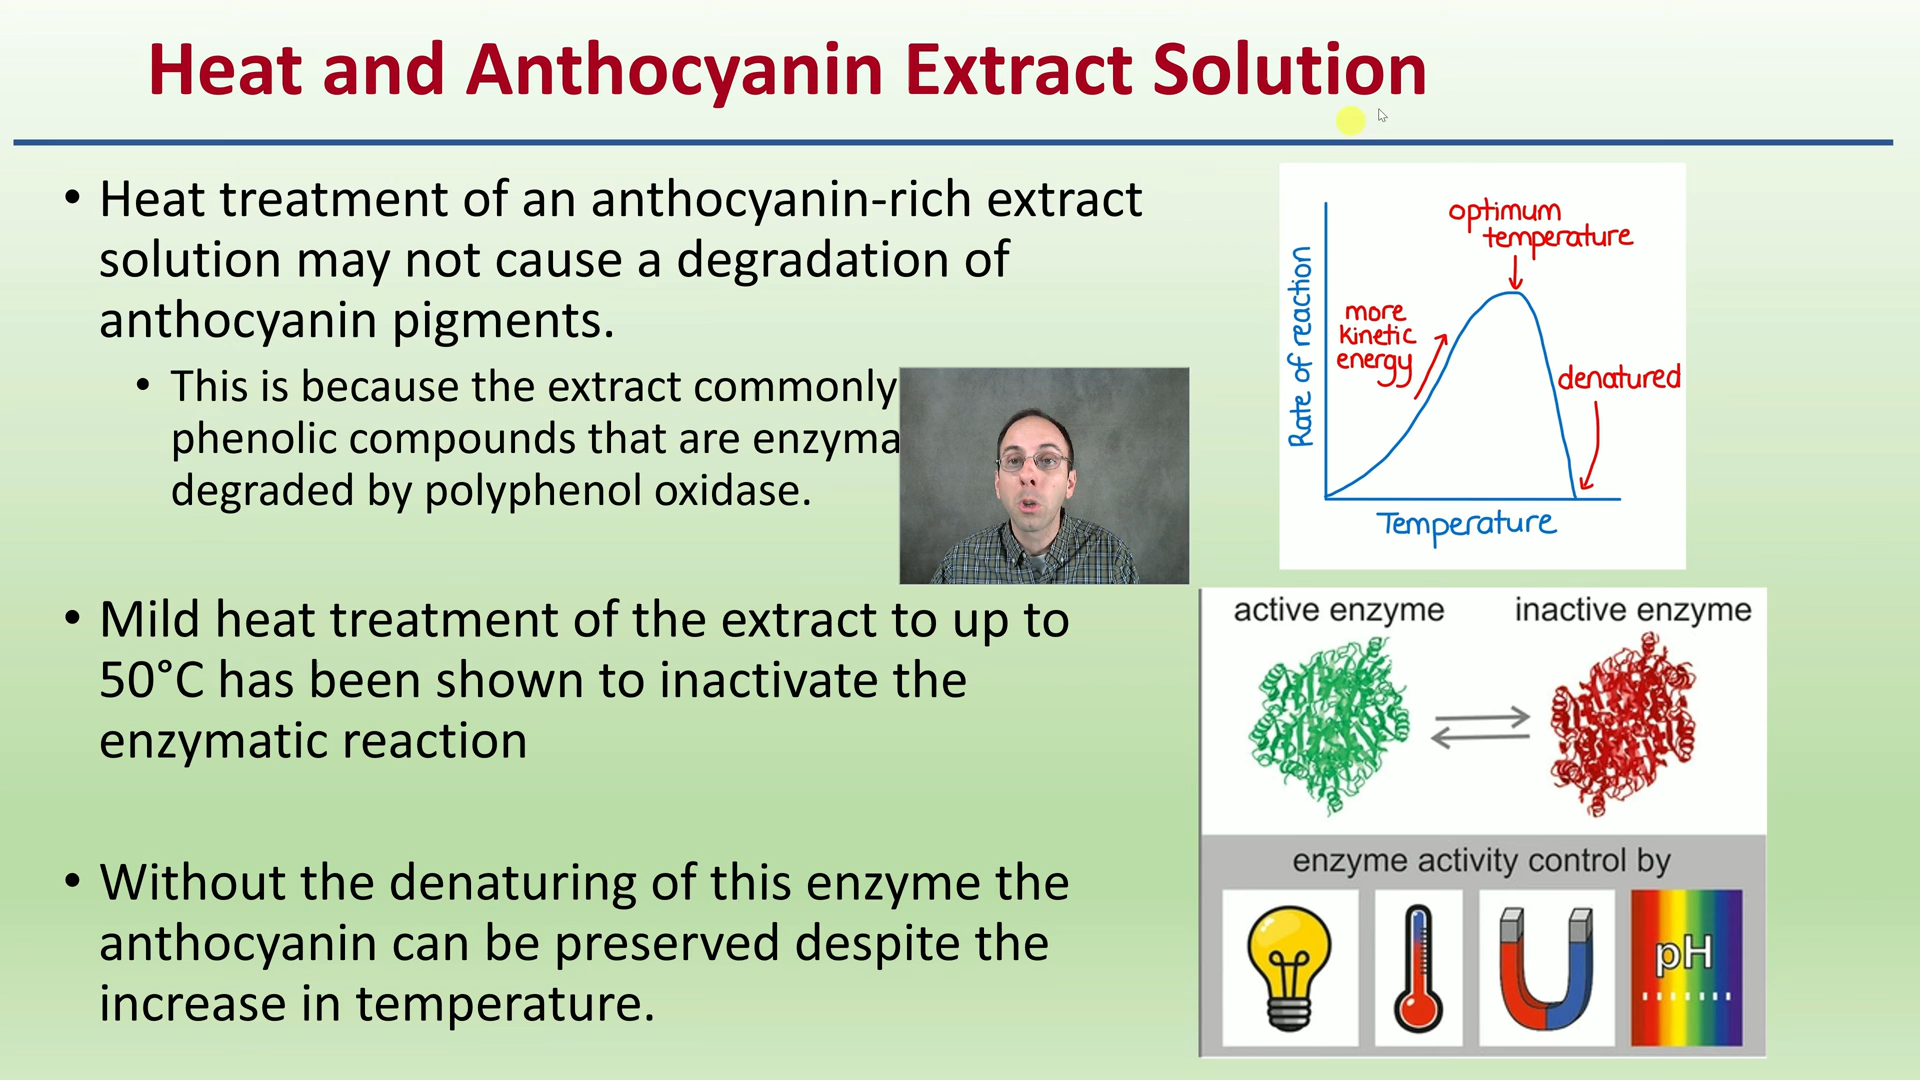 Heat and Anthocyanin Extract Solution
• Heat treatment of an anthocyanin-rich extract
solution may not cause a degradation of
anthocyanin pigments.
• This is because the extract commonly
phenolic compounds that are enzyma
degraded by polyphenol oxidase.
• Mild heat treatment of the extract to up to
50°C has been shown to inactivate the
enzymatic reaction
• Without the denaturing of this enzyme the
anthocyanin can be preserved despite the
increase in temperature.
optimum
temperature
more
kinetic
energy
denatured
Rate of reaction
Temperature
active enzyme
inactive enzyme
enzyme activity control by
pH